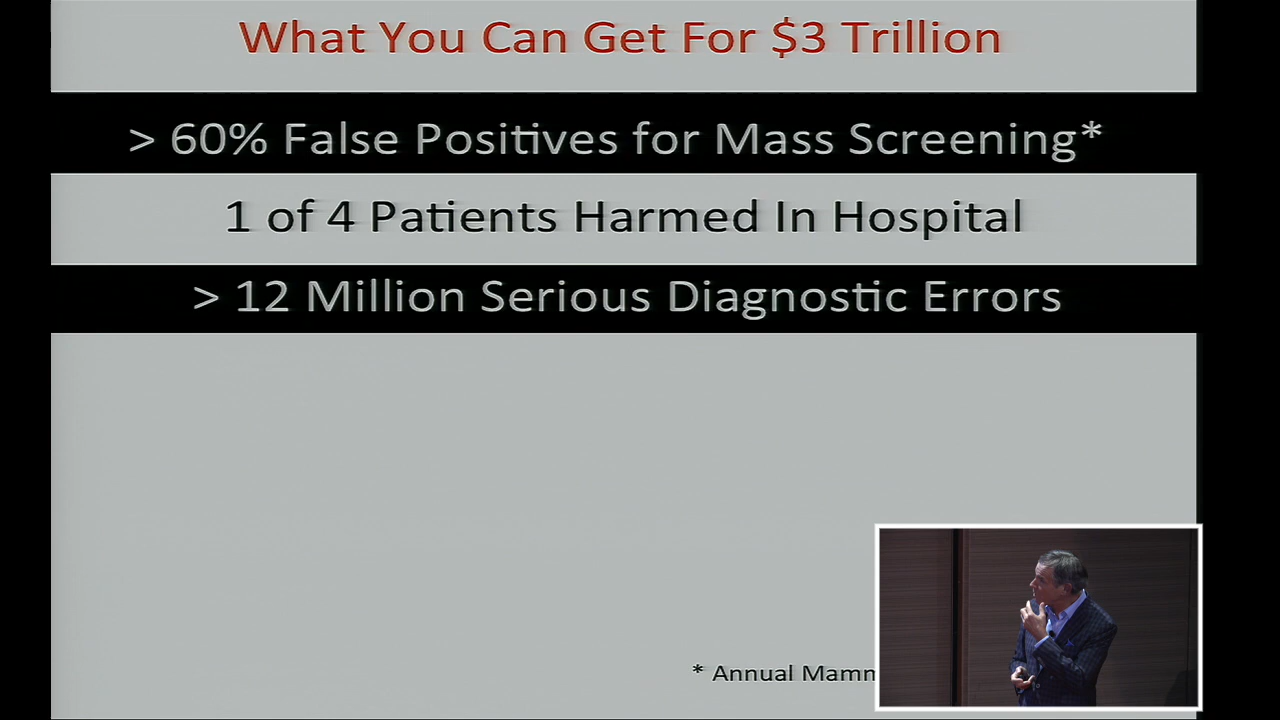 What You Can Get For $3 Trillion
> 60% False Positives for Mass Screening*
1 of 4 Patients Harmed In Hospital
> 12 Million Serious Diagnostic Errors
* Annual